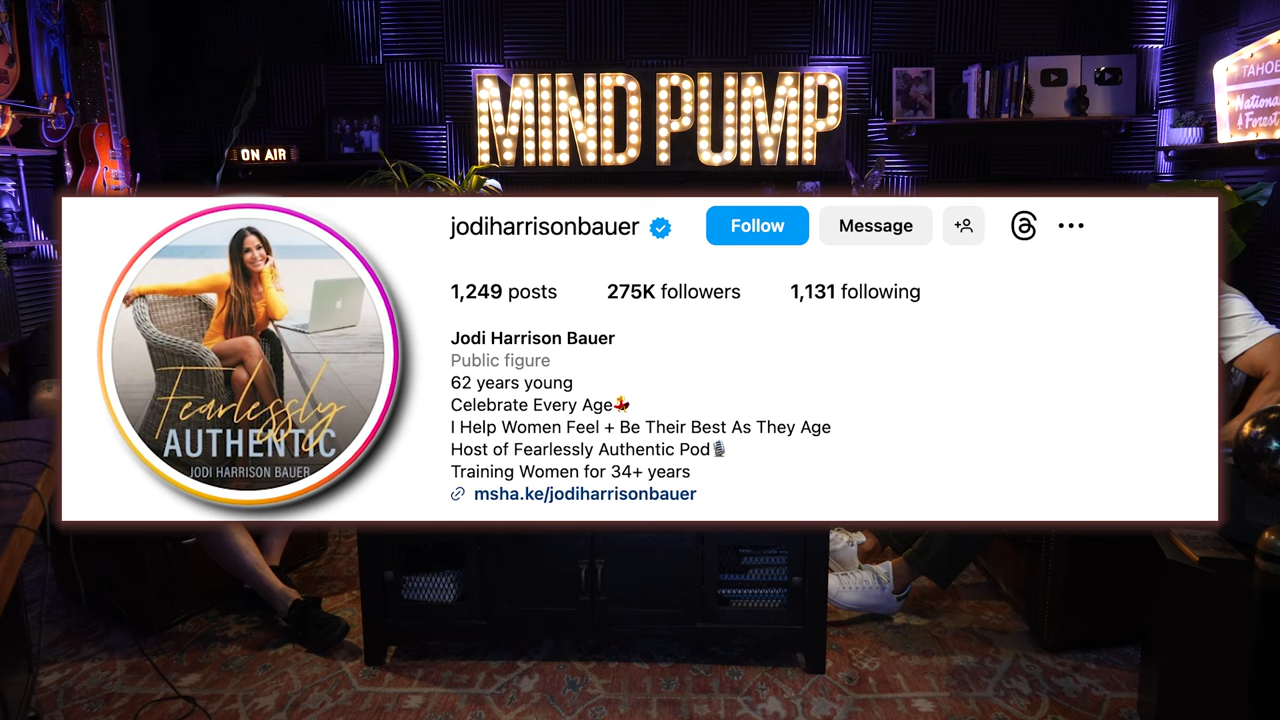 MIND PUMP
ON AIR
TAHOE
National
Forest
jodiharrisonbauer
Follow
Message
1,249 posts
275K followers
1,131 following
Jodi Harrison Bauer
Public figure
62 years young
Celebrate Every Age💃
I Help Women Feel + Be Their Best As They Age
Host of Fearlessly Authentic Pod🎙️
Training Women for 34+ years
msha.ke/jodiharrisonbauer
Fearlessly
AUTHENTIC
JODI HARRISON BAUER